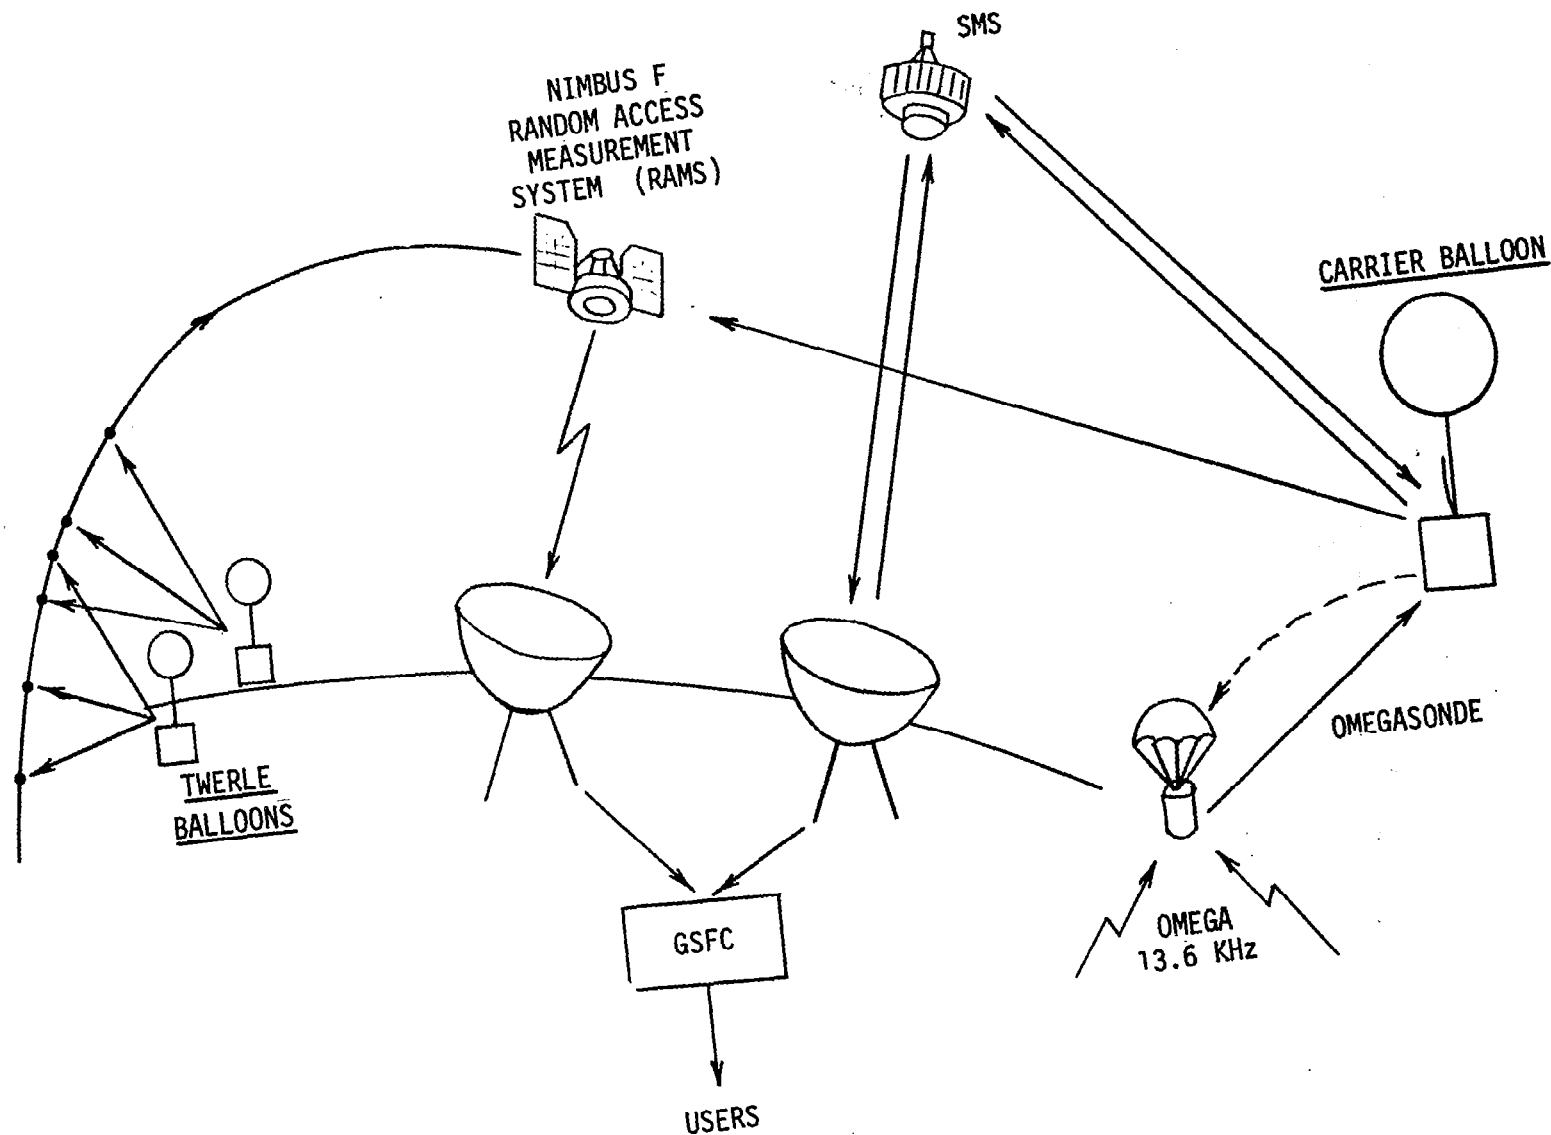 SMS
NIMBUS F
RANDOM ACCESS
MEASUREMENT
SYSTEM (RAMS)
CARRIER BALLOON
OMEGASONDE
TWERLE
BALLOONS
OMEGA
13.6 KHz
GSFC
USERS